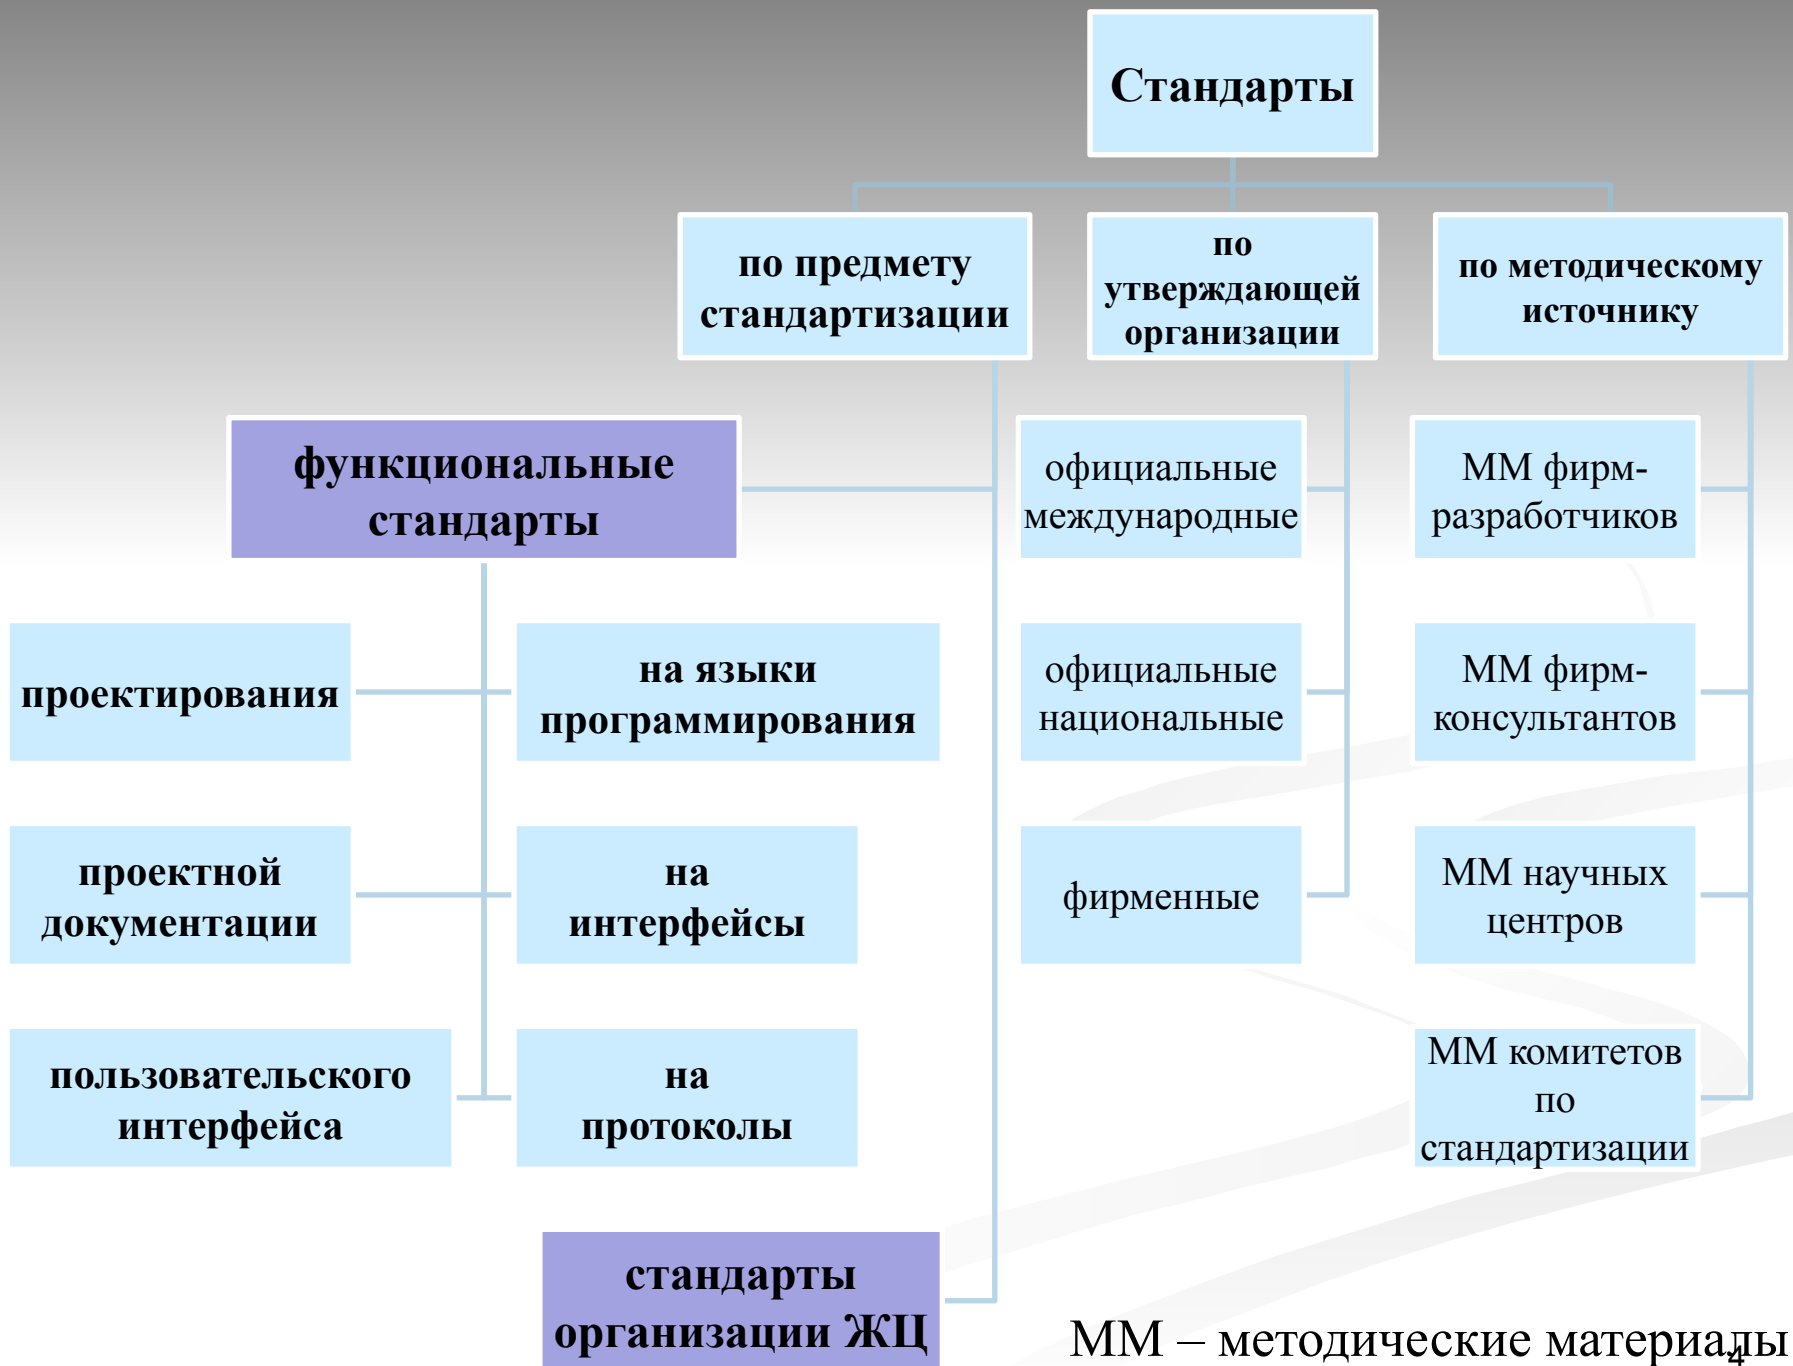 Стандарты
по предмету
стандартизации
по
утверждающей
организации
по методическому
источнику
функциональные
стандарты
проектирования
на языки
программирования
проектной
документации
на
интерфейсы
пользовательского
интерфейса
на
протоколы
стандарты
организации ЖЦ
официальные
международные
официальные
национальные
фирменные
ММ фирм-
разработчиков
ММ фирм-
консультантов
ММ научных
центров
ММ комитетов
по
стандартизации
ММ – методические материалы
4